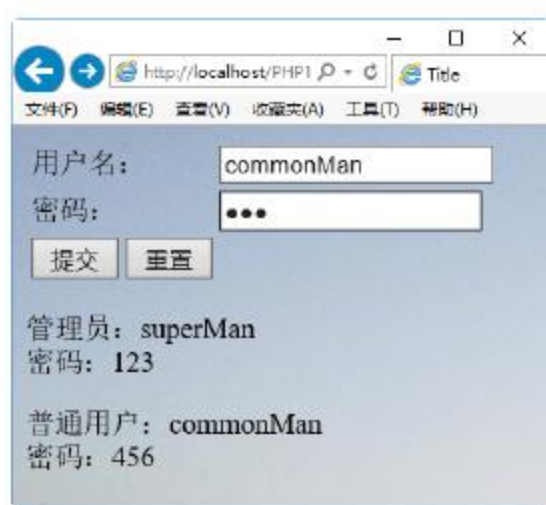 http://localhost/PHP1
Title
文件(F) 编辑(E) 查看(V) 收藏夹(A) 工具(T) 帮助(H)
用户名： commonMan
密码： ●●●
提交 重置
管理员：superMan
密码：123
普通用户：commonMan
密码：456